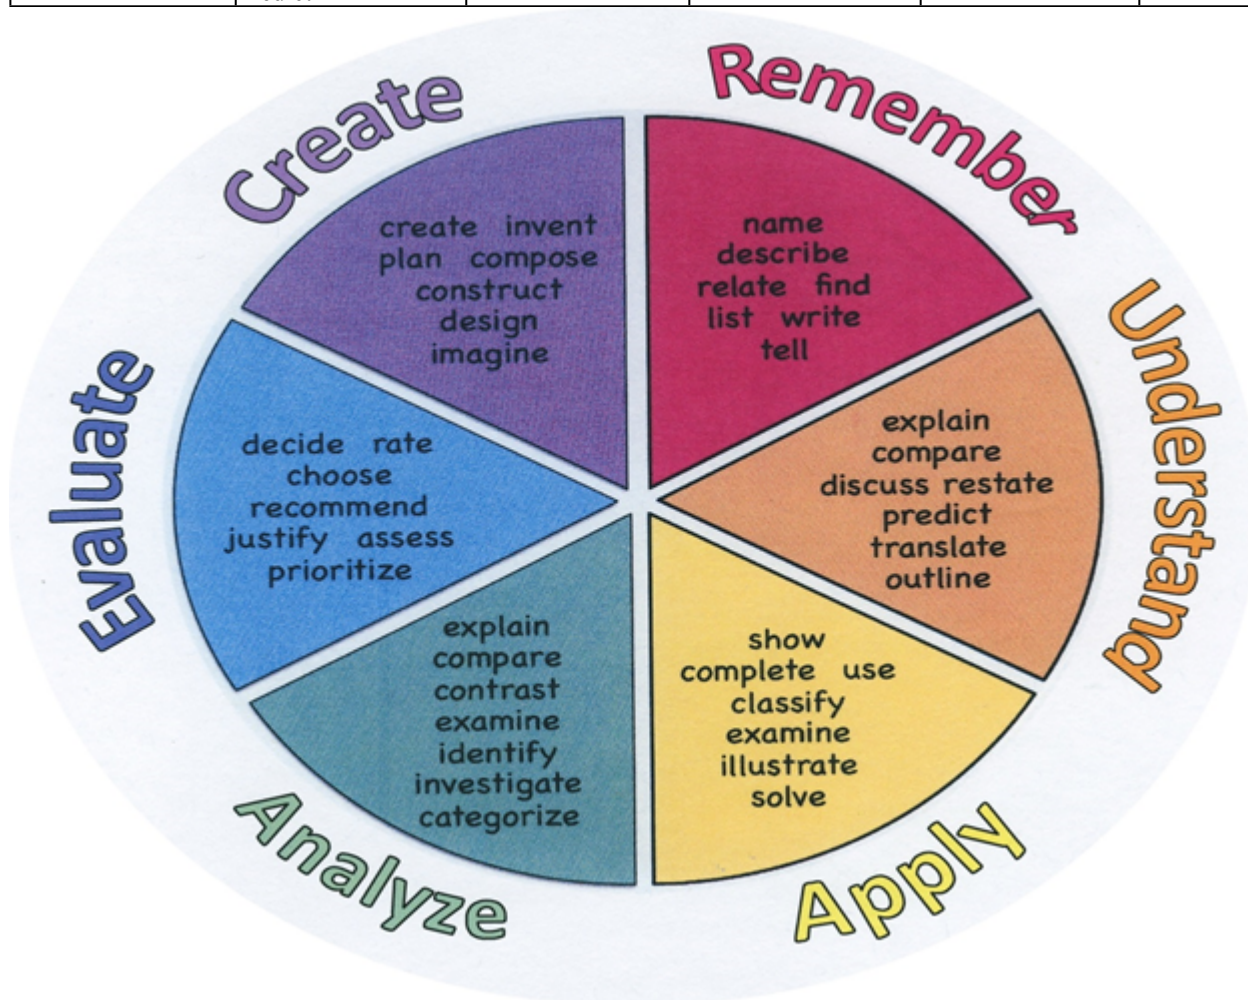 Create
create invent
plan compose
construct
design
imagine
Remember
name
describe
relate find
list write
tell
Understand
explain
compare
discuss restate
predict
translate
outline
Apply
show
complete use
classify
examine
illustrate
solve
Analyze
explain
compare
contrast
examine
identify
investigate
categorize
Evaluate
decide rate
choose
recommend
justify assess
prioritize